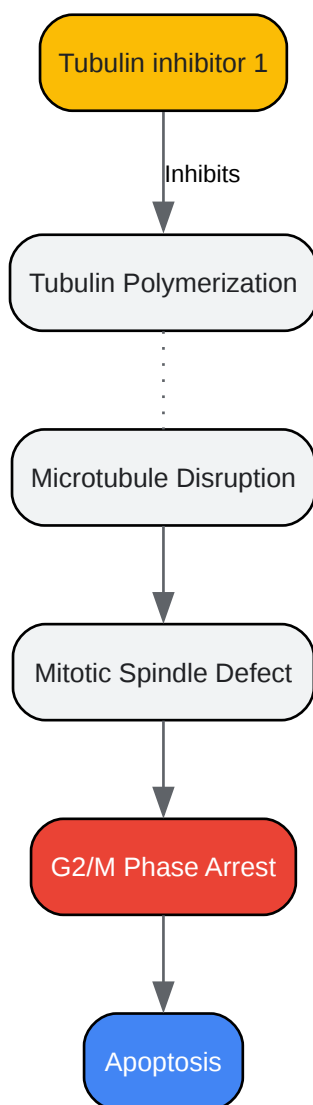 Tubulin inhibitor 1
Inhibits
Tubulin Polymerization
Microtubule Disruption
Mitotic Spindle Defect
G2/M Phase Arrest
Apoptosis